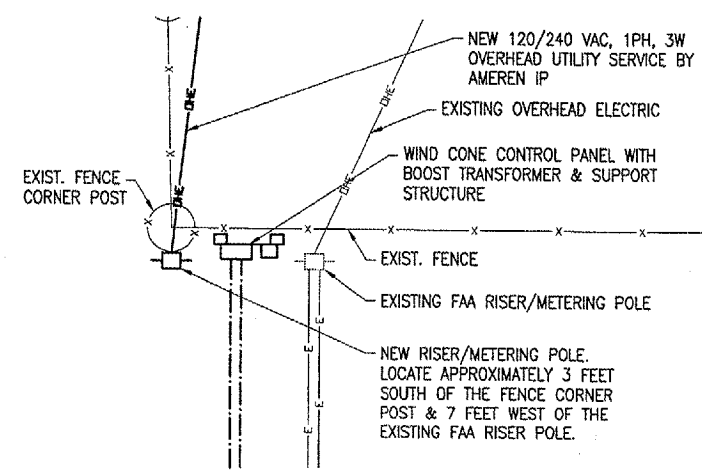 NEW 120/240 VAC, 1PH, 3W
OVERHEAD UTILITY SERVICE BY
AMEREN IP
EXISTING OVERHEAD ELECTRIC
WIND CONE CONTROL PANEL WITH
BOOST TRANSFORMER & SUPPORT
STRUCTURE
EXIST. FENCE
CORNER POST
EXIST. FENCE
EXISTING FAA RISER/METERING POLE
NEW RISER/METERING POLE.
LOCATE APPROXIMATELY 3 FEET
SOUTH OF THE FENCE CORNER
POST & 7 FEET WEST OF THE
EXISTING FAA RISER POLE.
OHE
OHE
OHE
OHE
X
X
X
X
X
X
X
X
X
E
E
E
E